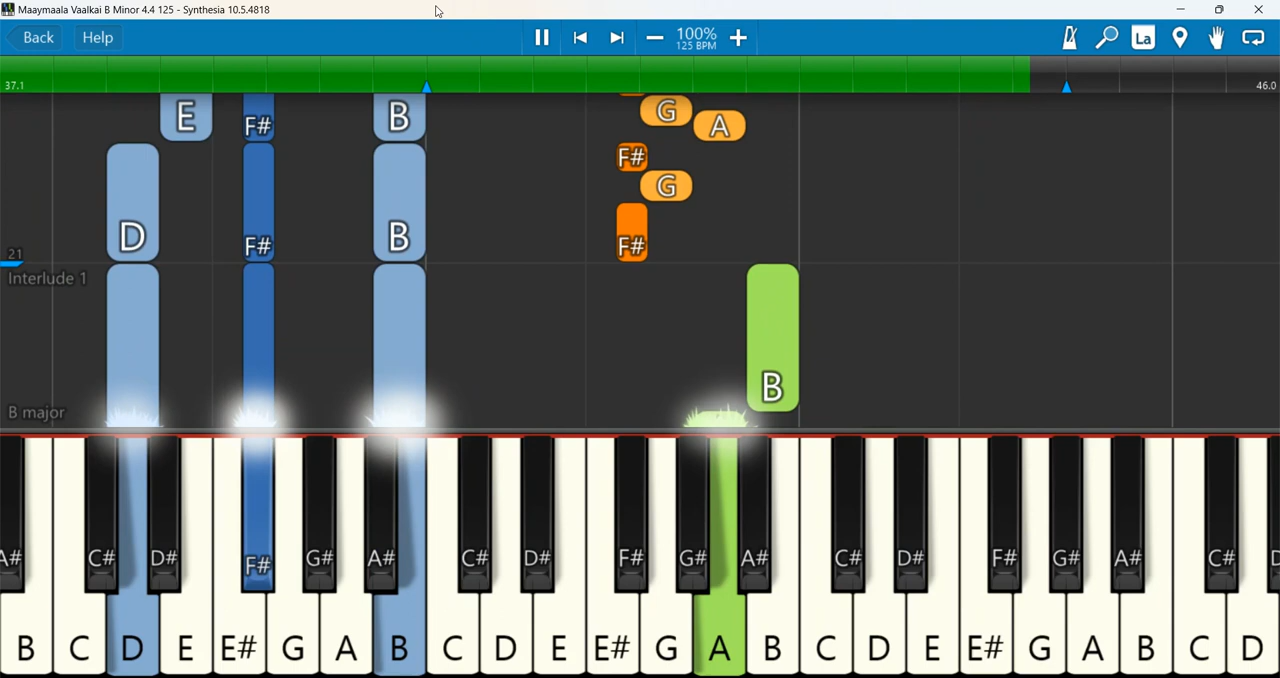 Maaymaala Vaalkai B Minor 4.4 125 - Synthesia 10.5.4818
Back Help 100% La
125 BPM
37.1 46.0
E F# B G A
F# G
D F# B F#
21
Interlude 1
B
B major
A# C# D# F# G# A# C# D# F# G# A# C# D# F# G# A# C# D
B C D E E# G A B C D E E# G A B C D E E# G A B C D